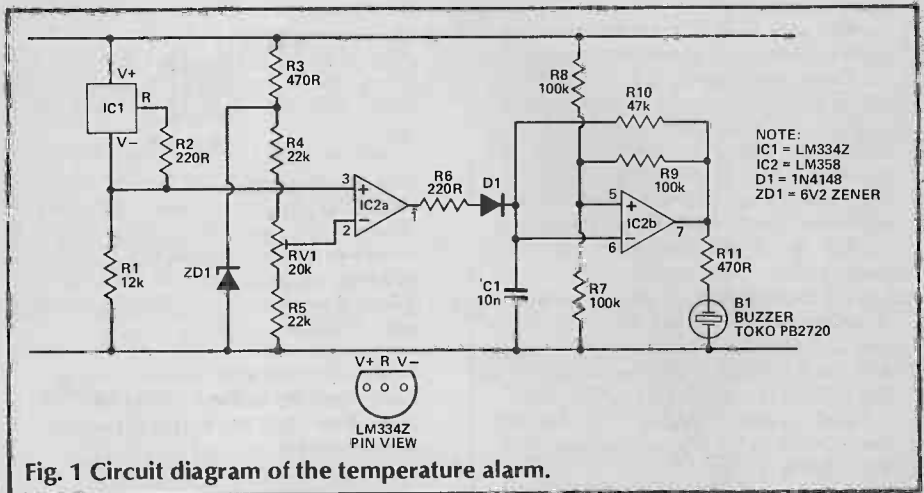 V+
IC1
R
V−
R2
220R
R1
12k
R3
470R
R4
22k
ZD1
RV1
20k
R5
22k
3
+
IC2a
−
2
1
R6
220R
D1
C1
10n
R8
100k
R10
47k
R9
100k
5
+
IC2b
−
6
7
R7
100k
R11
470R
B1
BUZZER
TOKO PB2720
NOTE:
IC1 = LM334Z
IC2 = LM358
D1 = 1N4148
ZD1 = 6V2 ZENER
V+ R V−
LM334Z
PIN VIEW
Fig. 1 Circuit diagram of the temperature alarm.